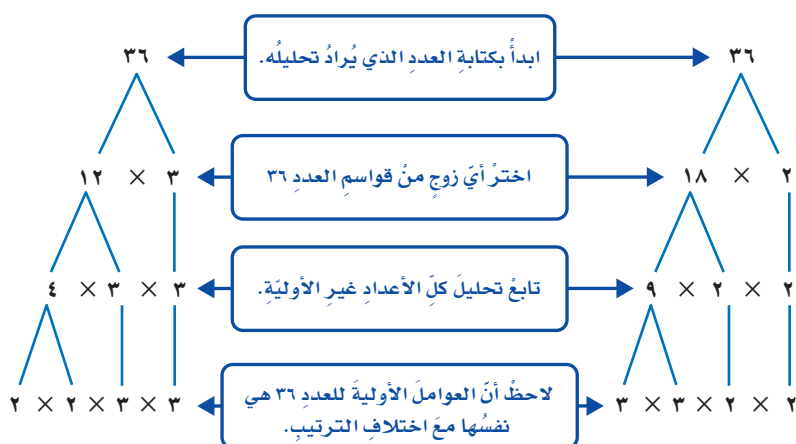 ٣٦ ابدأْ بكتابةِ العددِ الذي يُرادُ تحليلُه. ٣٦
٢ × ١٨ اخترْ أيّ زوجٍ منْ قواسمِ العددِ ٣٦ ٣ × ١٢
٢ × ٢ × ٩ تابعْ تحليلَ كلِّ الأعدادِ غيرِ الأوليّةِ. ٣ × ٣ × ٤
٢ × ٢ × ٣ × ٣ لاحظْ أنّ العواملَ الأوليةَ للعددِ ٣٦ هي ٣ × ٣ × ٢ × ٢
نفسُها معَ اختلافِ الترتيبِ.